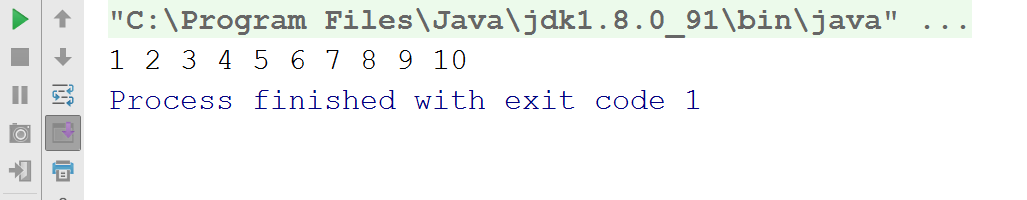 "C:\Program Files\Java\jdk1.8.0_91\bin\java" ...
1 2 3 4 5 6 7 8 9 10
Process finished with exit code 1